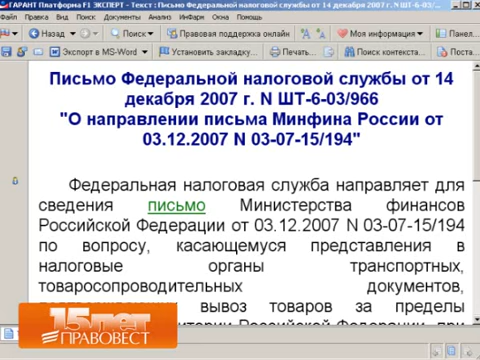 ГАРАНТ Платформа F1 ЭКСПЕРТ - Текст : Письмо Федеральной налоговой службы от 14 декабря 2007 г. N ШТ-6-03/...
Файл Вид Поиск Документы Анализ ИнФарм Окна Помощь
Назад Поиск Правовая поддержка онлайн Моя информация Панел...
Экспорт в MS-Word Установить закладку... Печать... Поиск контекста... Постав...
Письмо Федеральной налоговой службы от 14
декабря 2007 г. N ШТ-6-03/966
"О направлении письма Минфина России от
03.12.2007 N 03-07-15/194"
Федеральная налоговая служба направляет для
сведения письмо Министерства финансов
Российской Федерации от 03.12.2007 N 03-07-15/194
по вопросу, касающемуся представления в
налоговые органы транспортных,
товаросопроводительных документов,
вывоз товаров за пределы
Российской Федерации, при
15 лет
ПРАВОВЕСТ